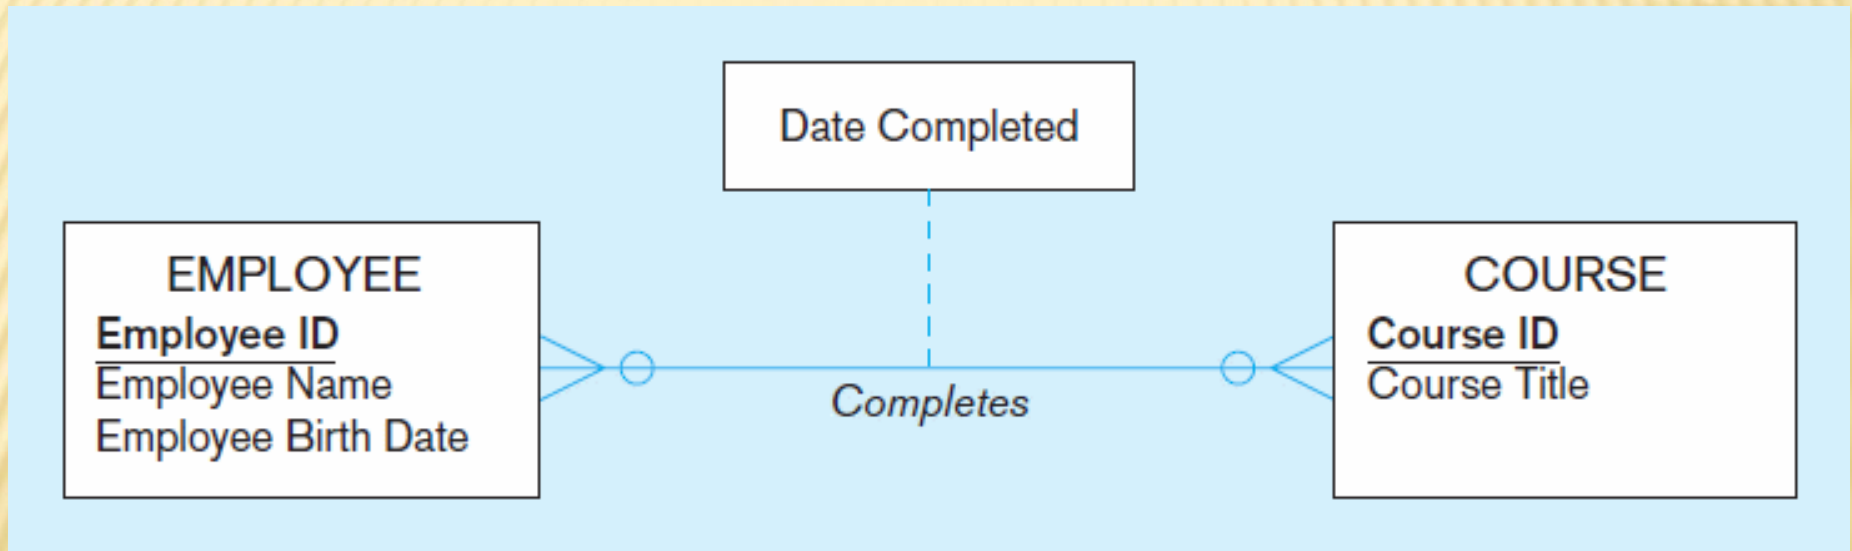 Date Completed
EMPLOYEE
Employee ID
Employee Name
Employee Birth Date
Completes
COURSE
Course ID
Course Title